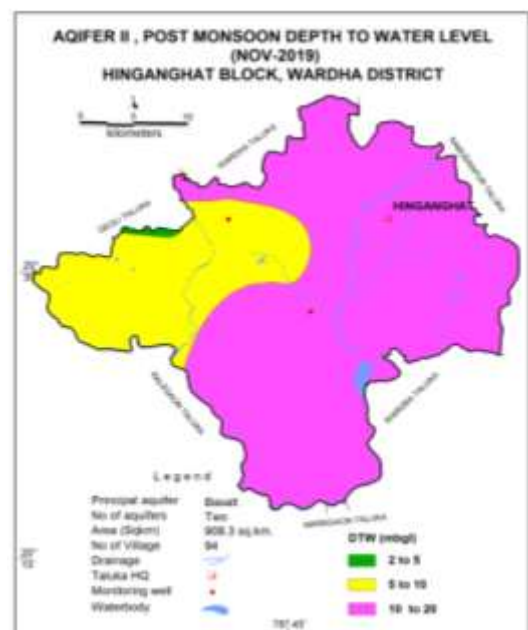 AQIFER II , POST MONSOON DEPTH TO WATER LEVEL
(NOV-2019)
HINGANGHAT BLOCK, WARDHA DISTRICT
kilometers
WARDHA TALUKA
HINGANGHAT
Legend
Principal aquifer Basalt
No of aquifers Two
Area (Sqkm) 908.3 sq.km.
No of Village 94
Drainage
Taluka HQ
Monitoring well
Waterbody
DTW (mbgl)
2 to 5
5 to 10
10 to 20